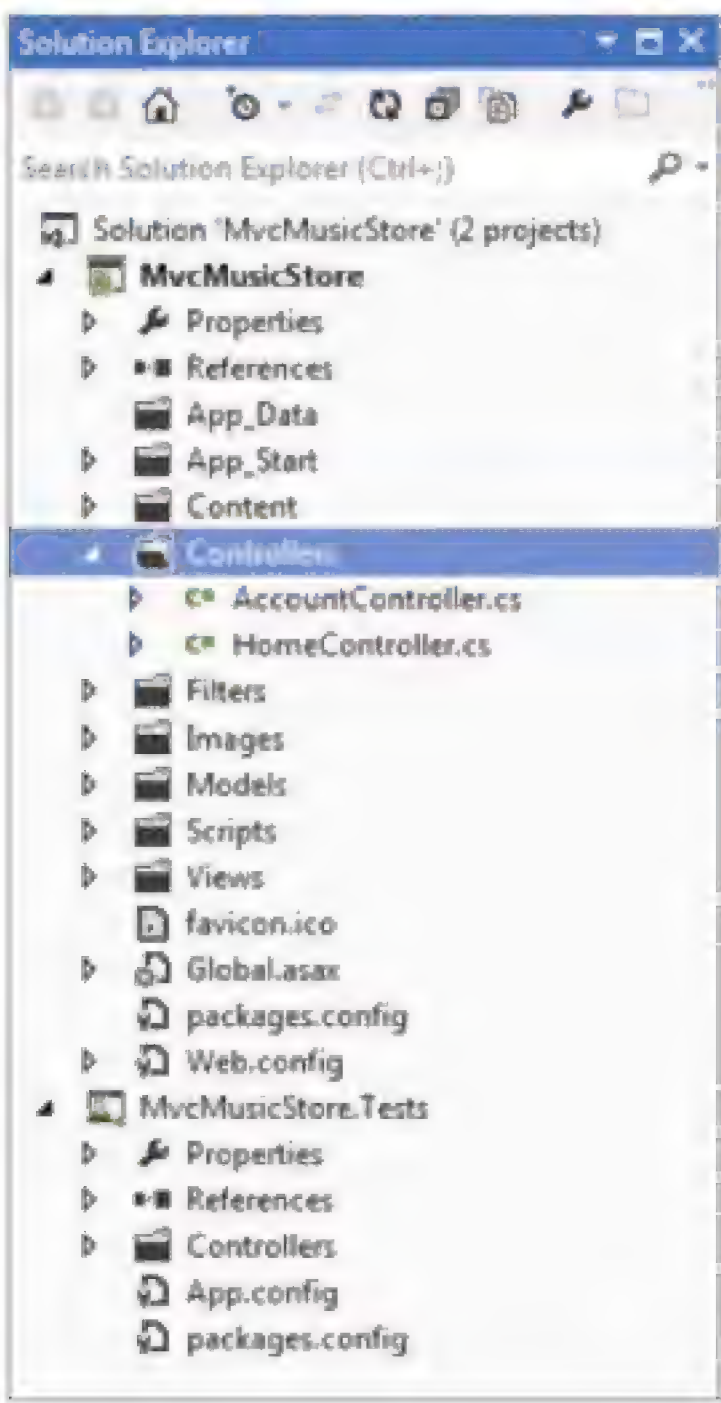 Solution Explorer
Search Solution Explorer (Ctrl+;)
Solution 'MvcMusicStore' (2 projects)
MvcMusicStore
Properties
References
App_Data
App_Start
Content
Controllers
C# AccountController.cs
C# HomeController.cs
Filters
Images
Models
Scripts
Views
favicon.ico
Global.asax
packages.config
Web.config
MvcMusicStore.Tests
Properties
References
Controllers
App.config
packages.config